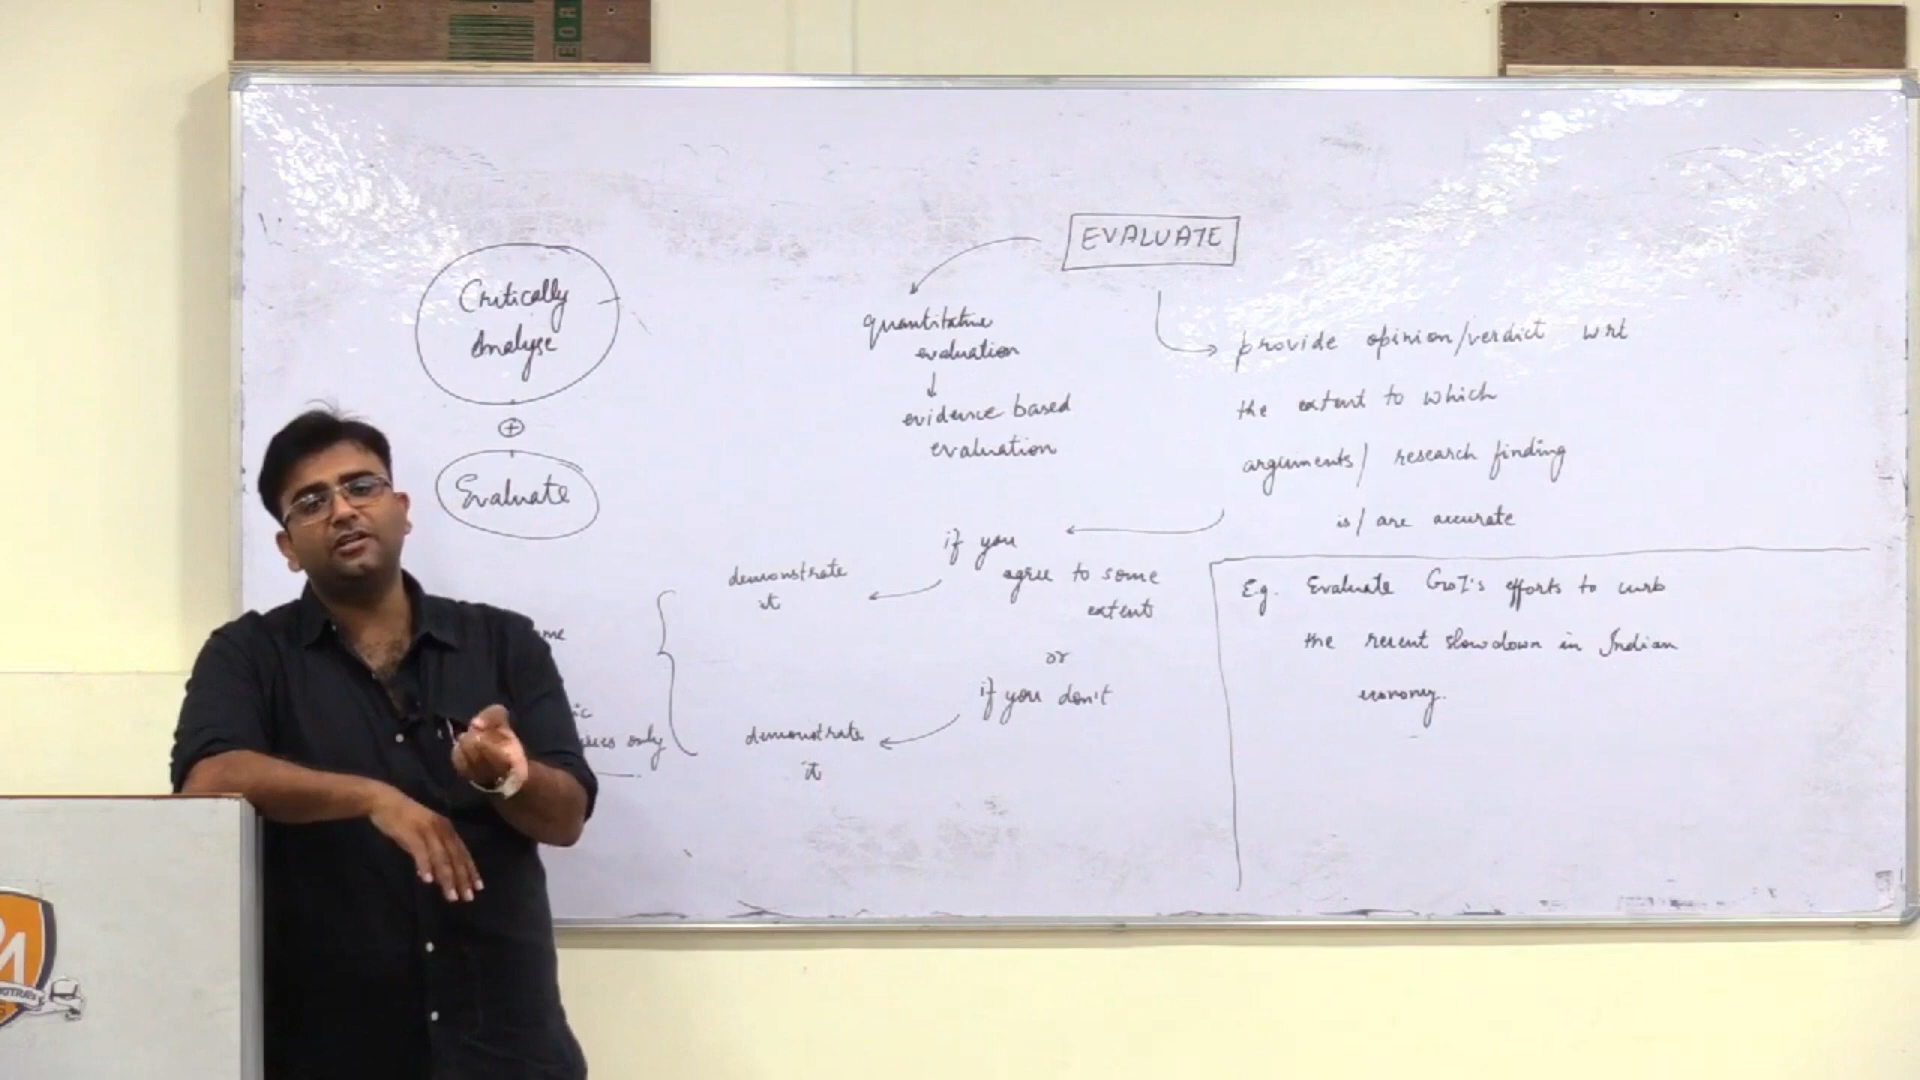 EVALUATE
Critically
Analyse
+
Evaluate
quantitative
evaluation
↓
evidence based
evaluation
provide opinion/verdict wrt
the extent to which
arguments/ research finding
is/ are accurate
if you
agree to some
extent
demonstrate
it
or
if you don't
demonstrate
it
only
E.g. Evaluate GoI's efforts to curb
the recent slowdown in Indian
economy.